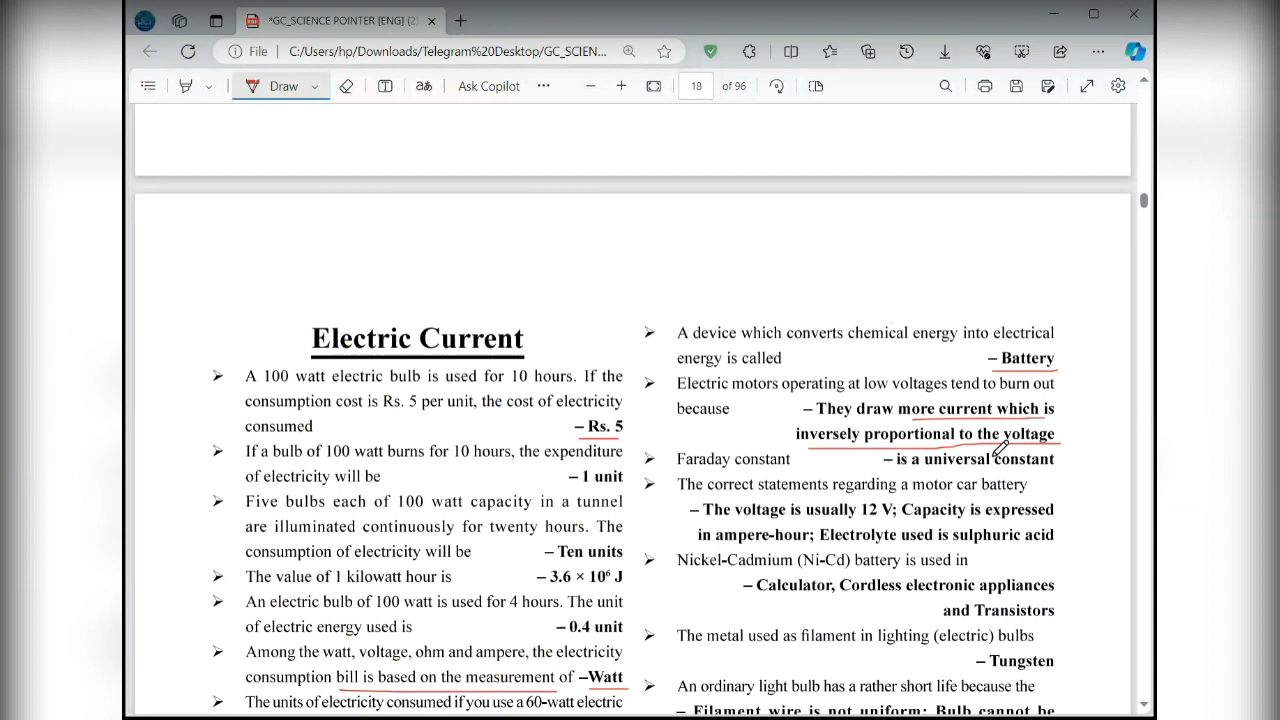 *GC_SCIENCE POINTER [ENG] (2)
File
C:/Users/hp/Downloads/Telegram%20Desktop/GC_SCIEN...
Draw
Ask Copilot
18 of 96
Electric Current
A 100 watt electric bulb is used for 10 hours. If the
consumption cost is Rs. 5 per unit, the cost of electricity
consumed – Rs. 5
If a bulb of 100 watt burns for 10 hours, the expenditure
of electricity will be – 1 unit
Five bulbs each of 100 watt capacity in a tunnel
are illuminated continuously for twenty hours. The
consumption of electricity will be – Ten units
The value of 1 kilowatt hour is – 3.6 × 10⁶ J
An electric bulb of 100 watt is used for 4 hours. The unit
of electric energy used is – 0.4 unit
Among the watt, voltage, ohm and ampere, the electricity
consumption bill is based on the measurement of –Watt
The units of electricity consumed if you use a 60-watt electric
A device which converts chemical energy into electrical
energy is called – Battery
Electric motors operating at low voltages tend to burn out
because – They draw more current which is
inversely proportional to the voltage
Faraday constant – is a universal constant
The correct statements regarding a motor car battery
– The voltage is usually 12 V; Capacity is expressed
in ampere-hour; Electrolyte used is sulphuric acid
Nickel-Cadmium (Ni-Cd) battery is used in
– Calculator, Cordless electronic appliances
and Transistors
The metal used as filament in lighting (electric) bulbs
– Tungsten
An ordinary light bulb has a rather short life because the
– Filament wire is not uniform; Bulb cannot be